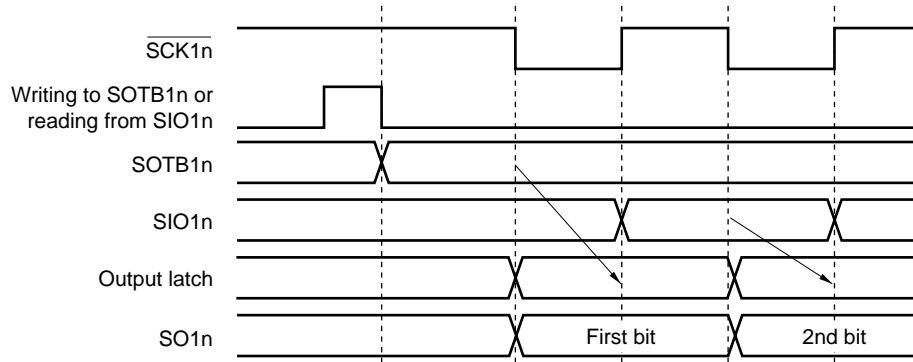 SCK1n
Writing to SOTB1n or
reading from SIO1n
SOTB1n
SIO1n
Output latch
SO1n
First bit
2nd bit